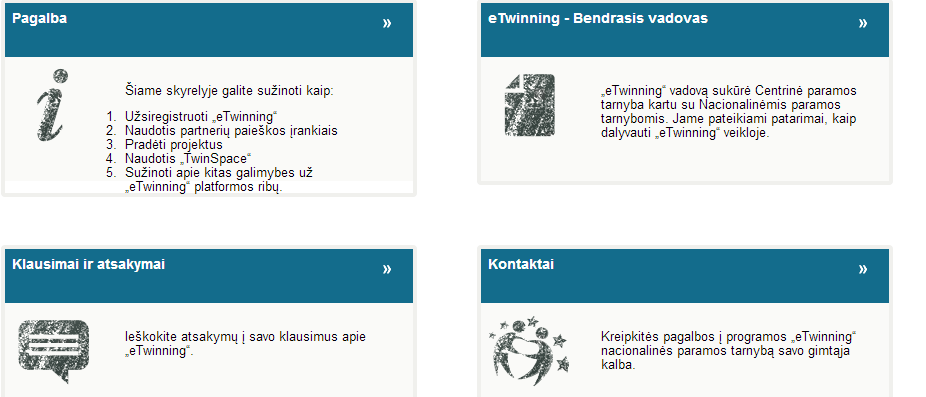 Pagalba
»
Šiame skyrelyje galite sužinoti kaip:
1. Užsiregistruoti „eTwinning“
2. Naudotis partnerių paieškos įrankiais
3. Pradėti projektus
4. Naudotis „TwinSpace“
5. Sužinoti apie kitas galimybes už
„eTwinning“ platformos ribų.
eTwinning - Bendrasis vadovas
»
„eTwinning“ vadovą sukūrė Centrinė paramos
tarnyba kartu su Nacionalinėmis paramos
tarnybomis. Jame pateikiami patarimai, kaip
dalyvauti „eTwinning“ veikloje.
Klausimai ir atsakymai
»
Ieškokite atsakymų į savo klausimus apie
„eTwinning“.
Kontaktai
»
Kreipkitės pagalbos į programos „eTwinning“
nacionalinės paramos tarnybą savo gimtąja
kalba.